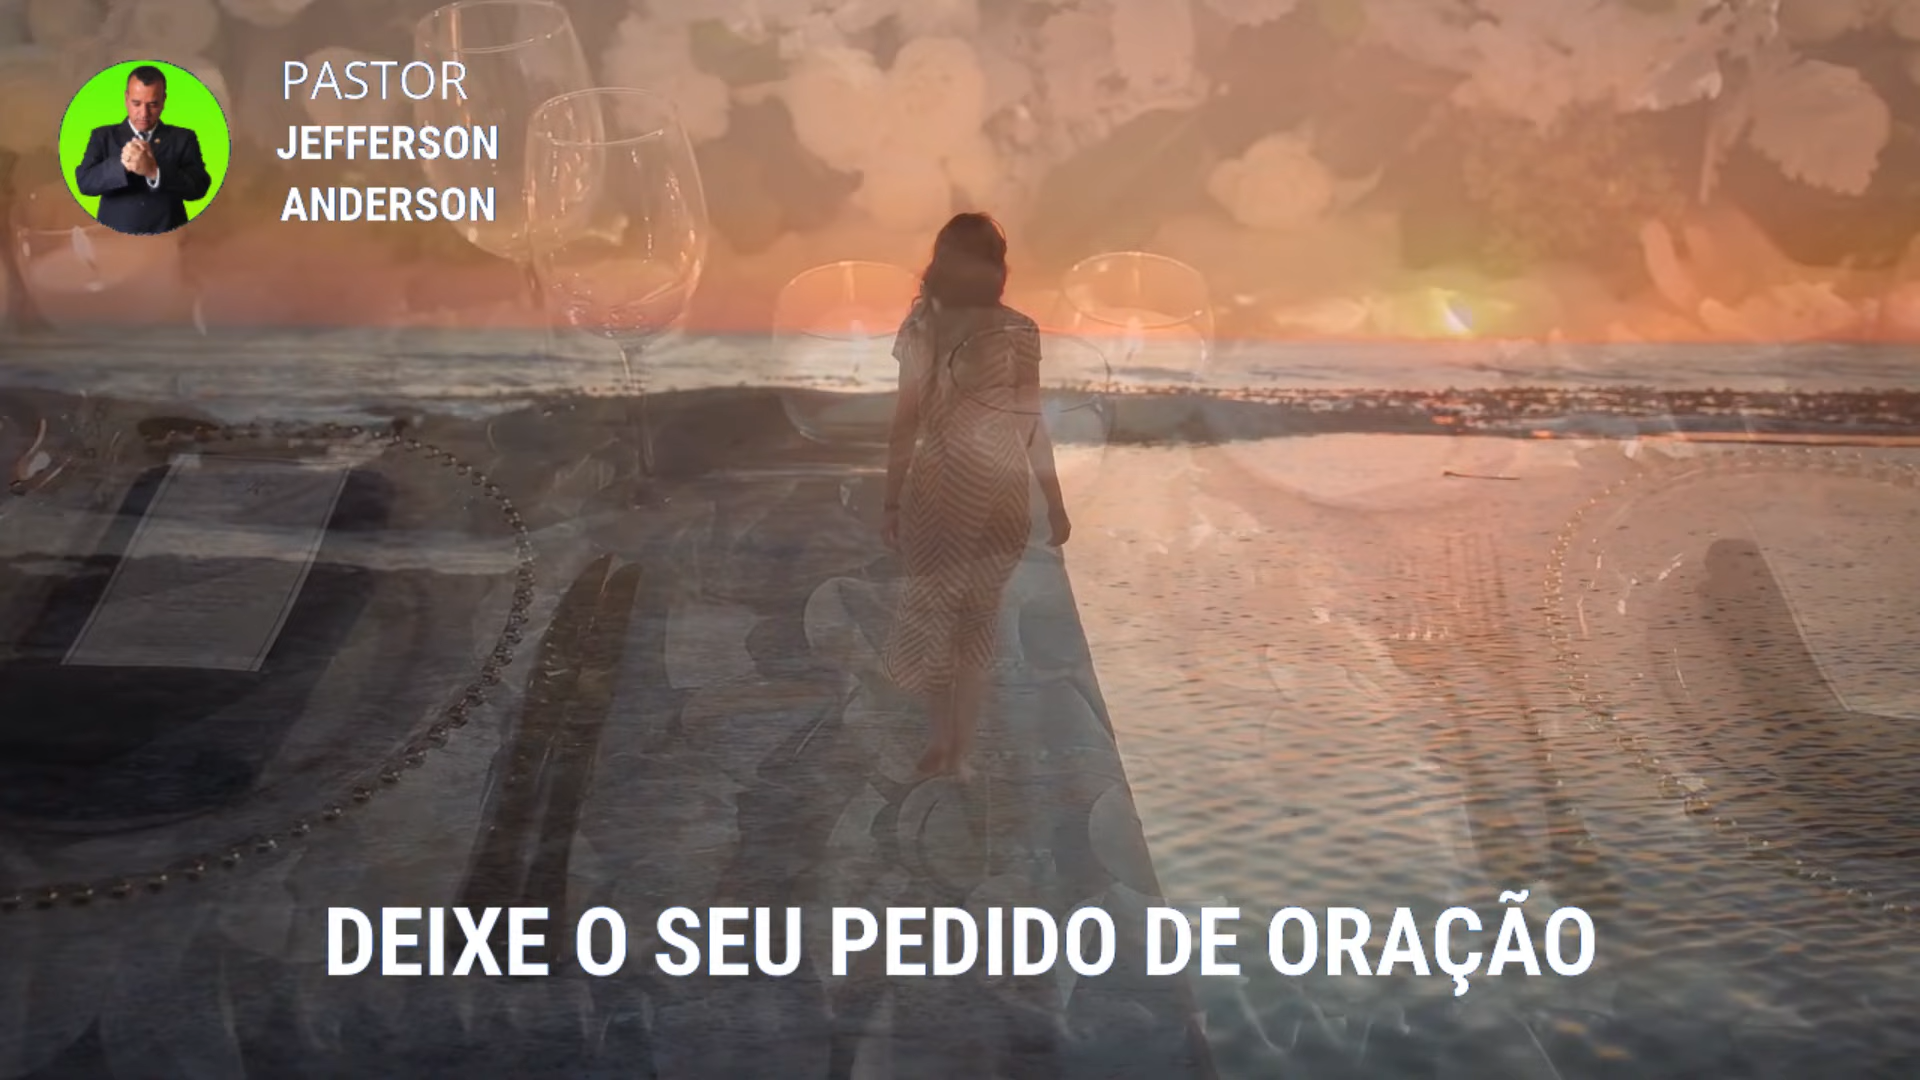 PASTOR
JEFFERSON
ANDERSON
DEIXE O SEU PEDIDO DE ORAÇÃO